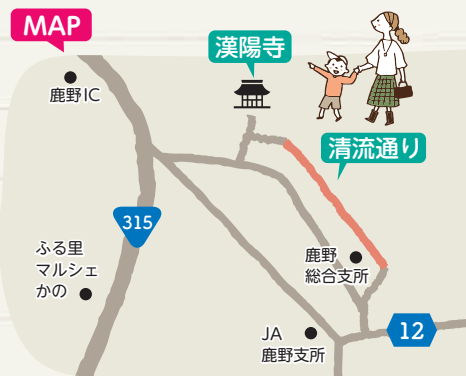 MAP
鹿野IC
漢陽寺
清流通り
315
ふる里
マルシェ
かの
鹿野
総合支所
12
JA
鹿野支所